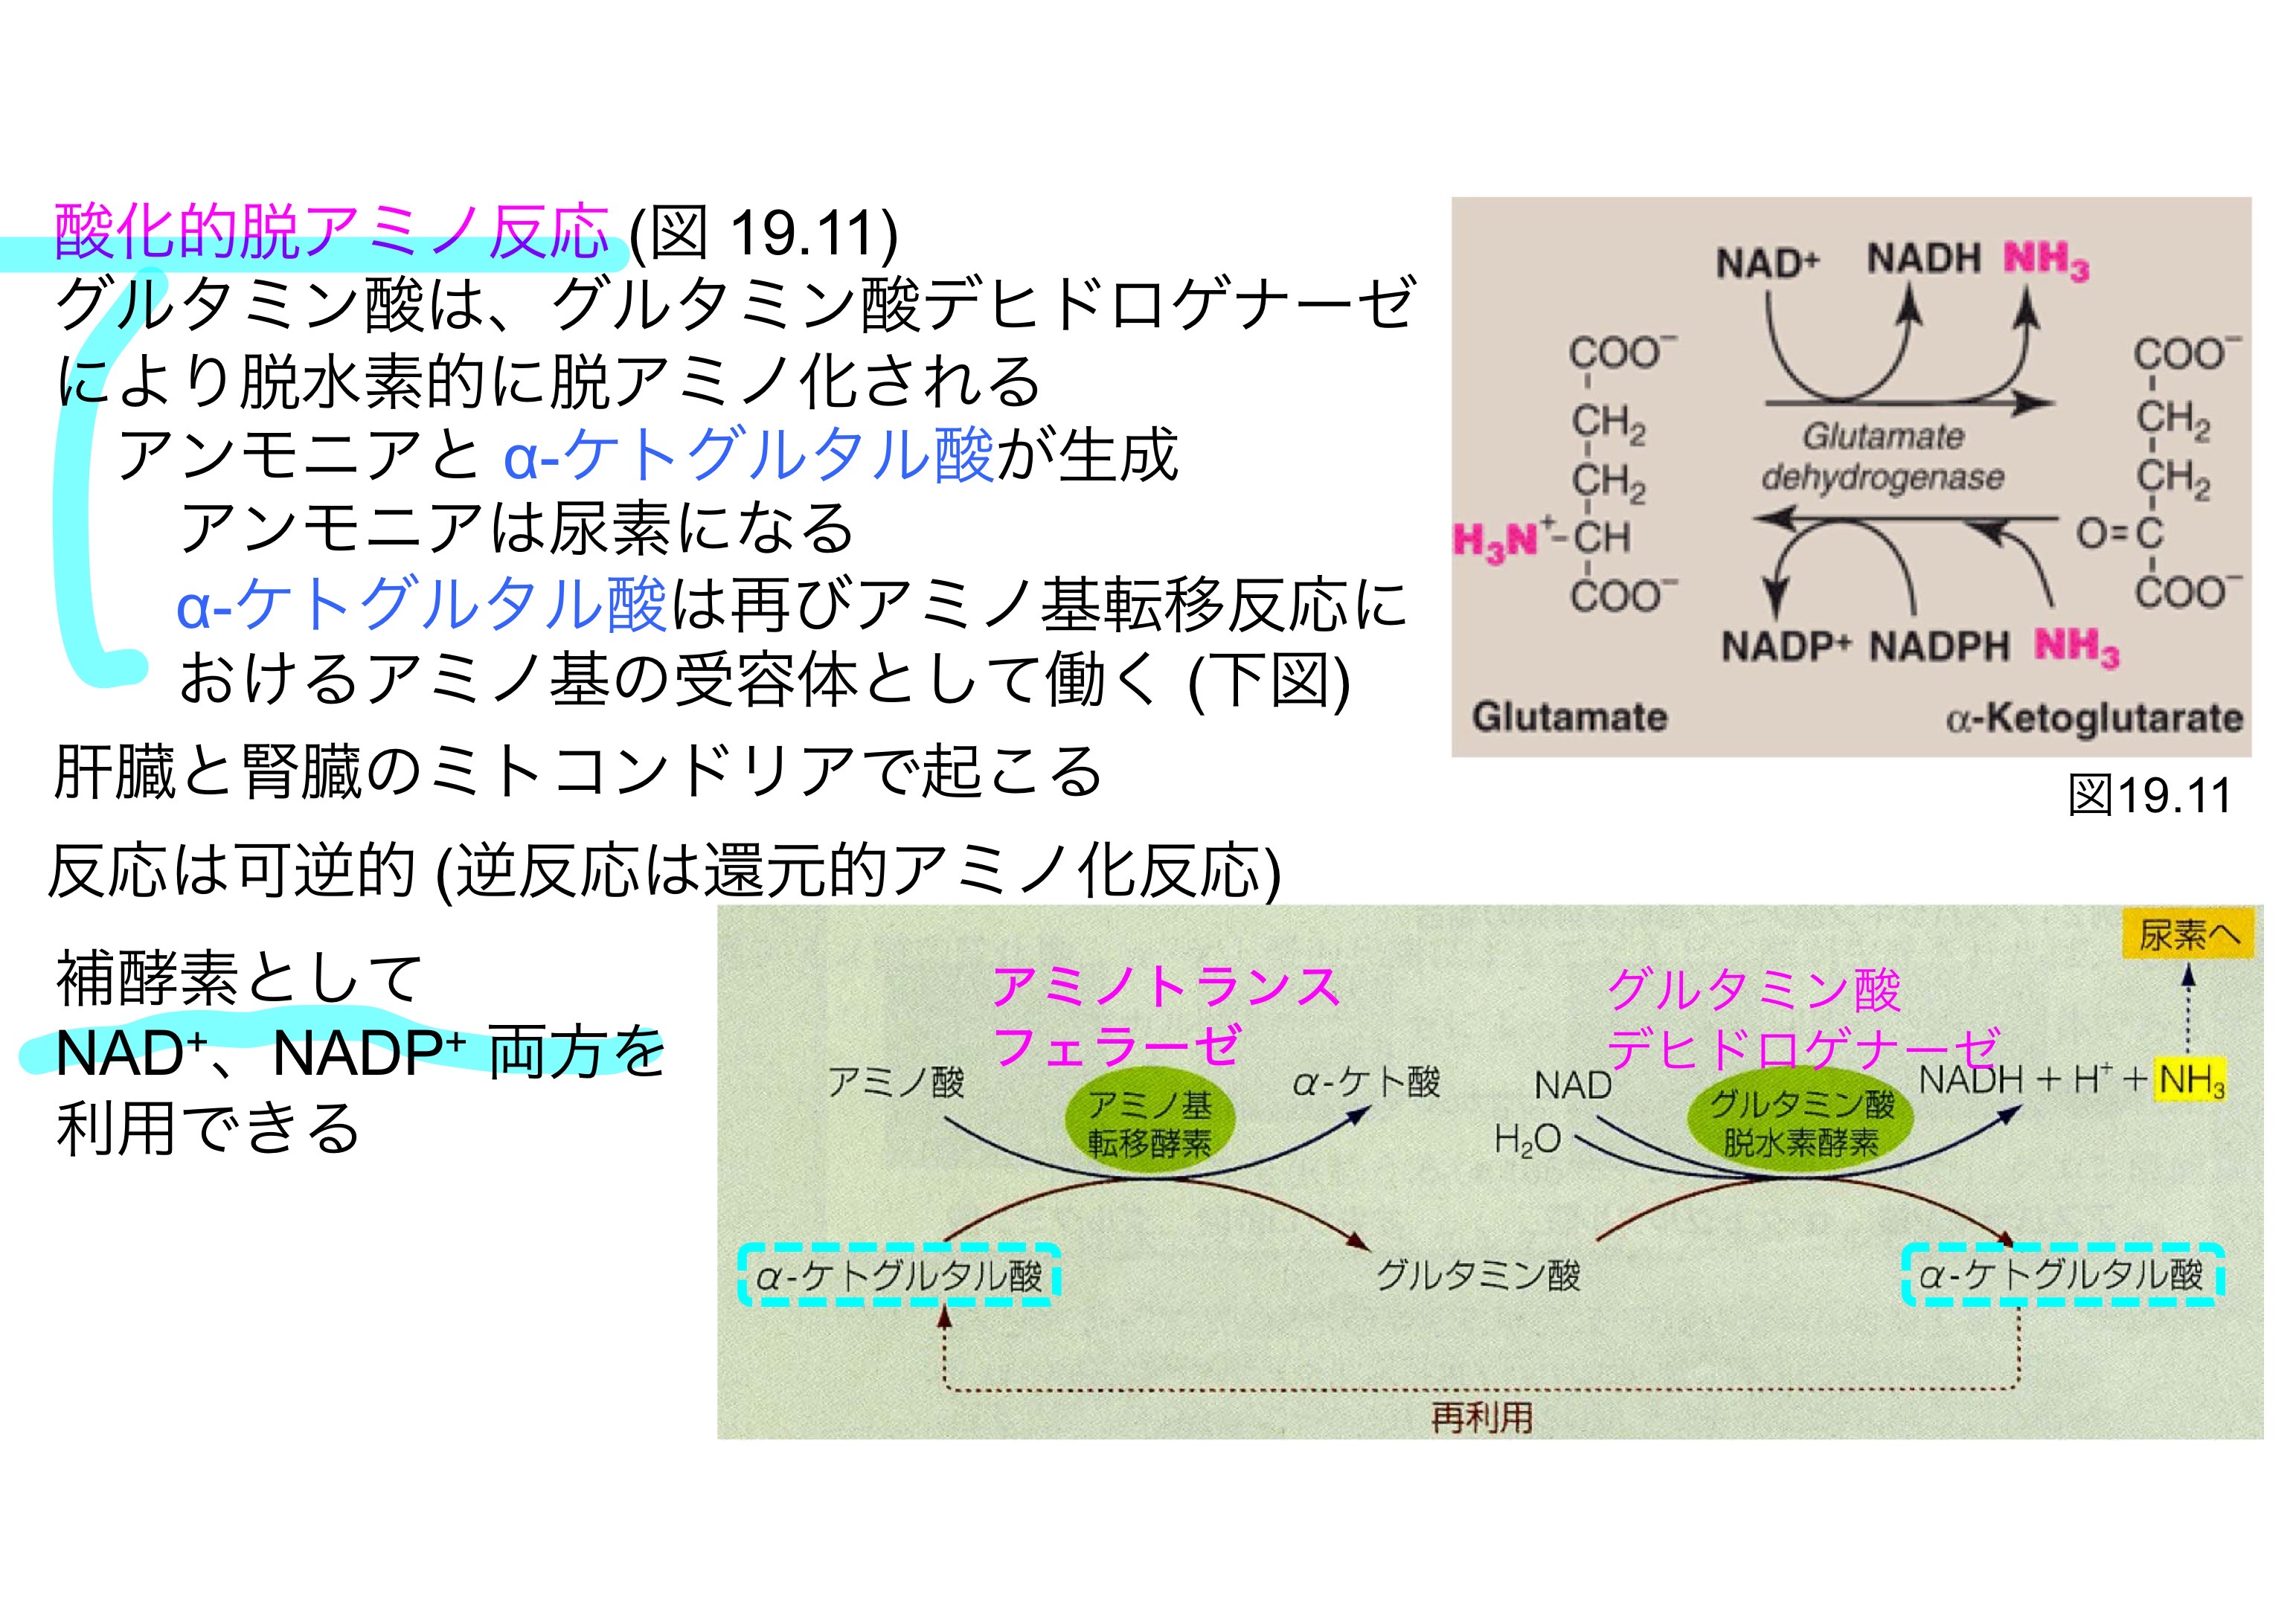 酸化的脱アミノ反応 (図 19.11)
グルタミン酸は、グルタミン酸デヒドロゲナーゼ
により脱水素的に脱アミノ化される
アンモニアと α-ケトグルタル酸が生成
アンモニアは尿素になる
α-ケトグルタル酸は再びアミノ基転移反応に
おけるアミノ基の受容体として働く (下図)
肝臓と腎臓のミトコンドリアで起こる
反応は可逆的 (逆反応は還元的アミノ化反応)
補酵素として
NAD⁺、NADP⁺ 両方を
利用できる
NAD⁺ NADH NH₃
COO⁻
CH₂
CH₂
H₃N⁺-CH
COO⁻
Glutamate
dehydrogenase
COO⁻
CH₂
CH₂
O=C
COO⁻
NADP⁺ NADPH NH₃
Glutamate
α-Ketoglutarate
図19.11
尿素へ
アミノトランス
フェラーゼ
グルタミン酸
デヒドロゲナーゼ
アミノ酸
アミノ基
転移酵素
α-ケト酸
NAD
H₂O
グルタミン酸
脱水素酵素
NADH + H⁺ + NH₃
α-ケトグルタル酸
グルタミン酸
α-ケトグルタル酸
再利用